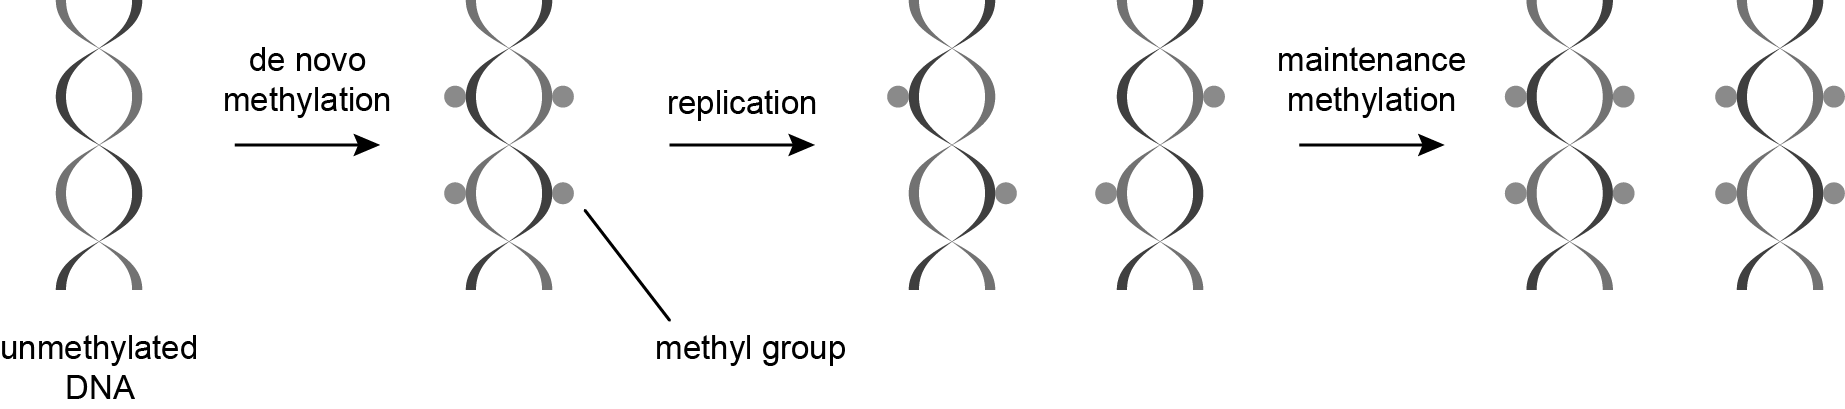 de novo
methylation
replication
maintenance
methylation
unmethylated
DNA
methyl group